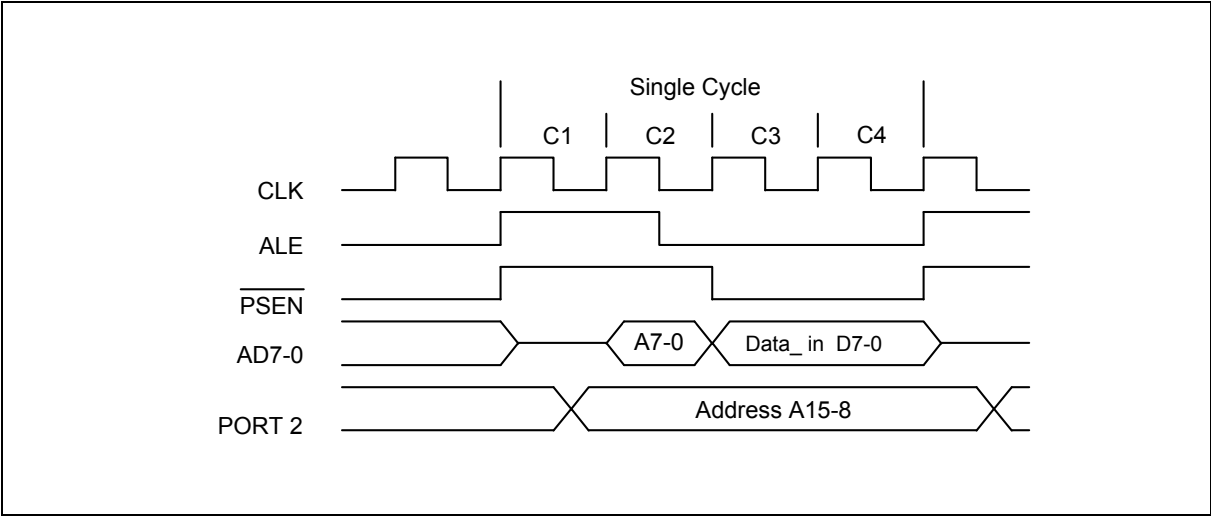 Single Cycle
C1 C2 C3 C4
CLK
ALE
PSEN
AD7-0 A7-0 Data_ in D7-0
PORT 2 Address A15-8